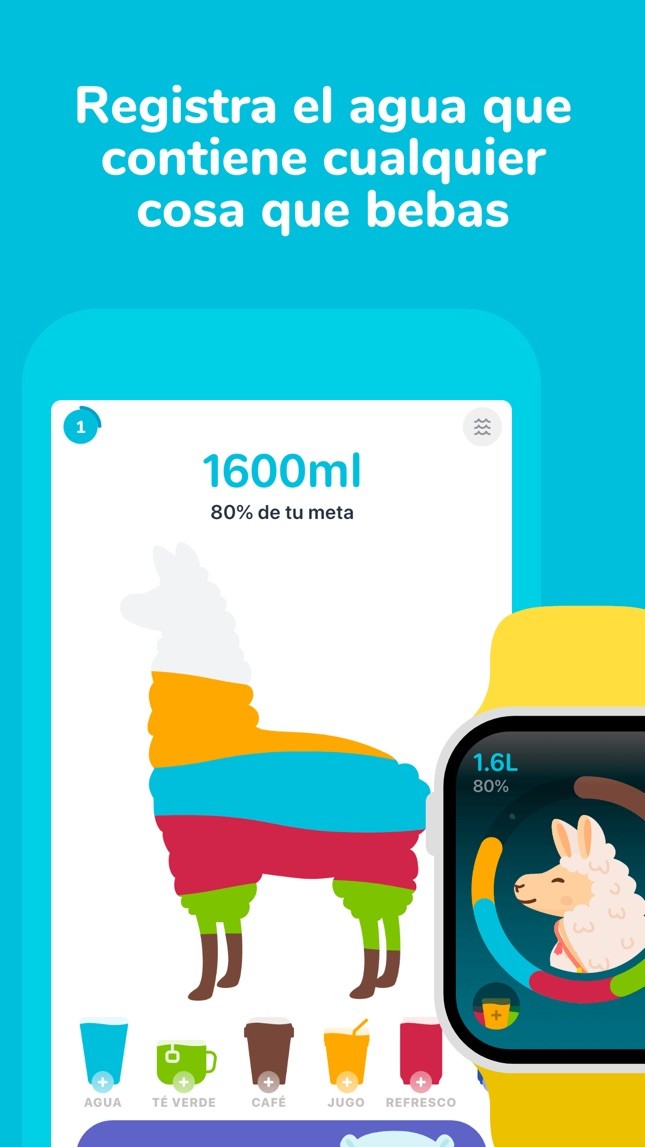 Registra el agua que
contiene cualquier
cosa que bebas
1
1600ml
80% de tu meta
1.6L
80%
AGUA
TÉ VERDE
CAFÉ
JUGO
REFRESCO